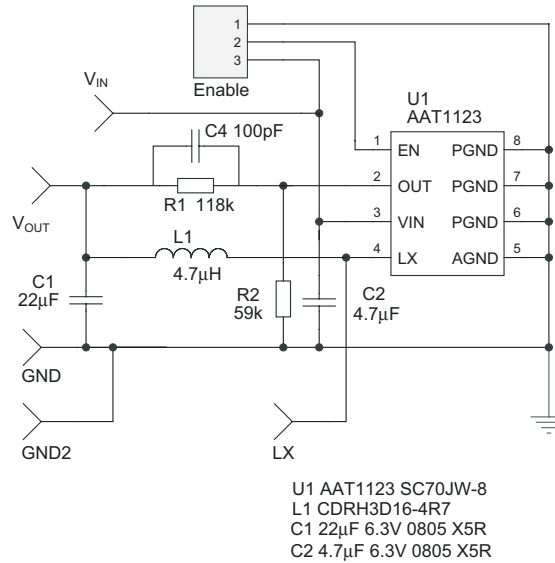 1
2
3
Enable
V_IN
C4 100pF
R1 118k
V_OUT
L1
4.7µH
C1
22µF
R2
59k
C2
4.7µF
U1
AAT1123
1 EN PGND 8
2 OUT PGND 7
3 VIN PGND 6
4 LX AGND 5
GND
GND2
LX
U1 AAT1123 SC70JW-8
L1 CDRH3D16-4R7
C1 22µF 6.3V 0805 X5R
C2 4.7µF 6.3V 0805 X5R